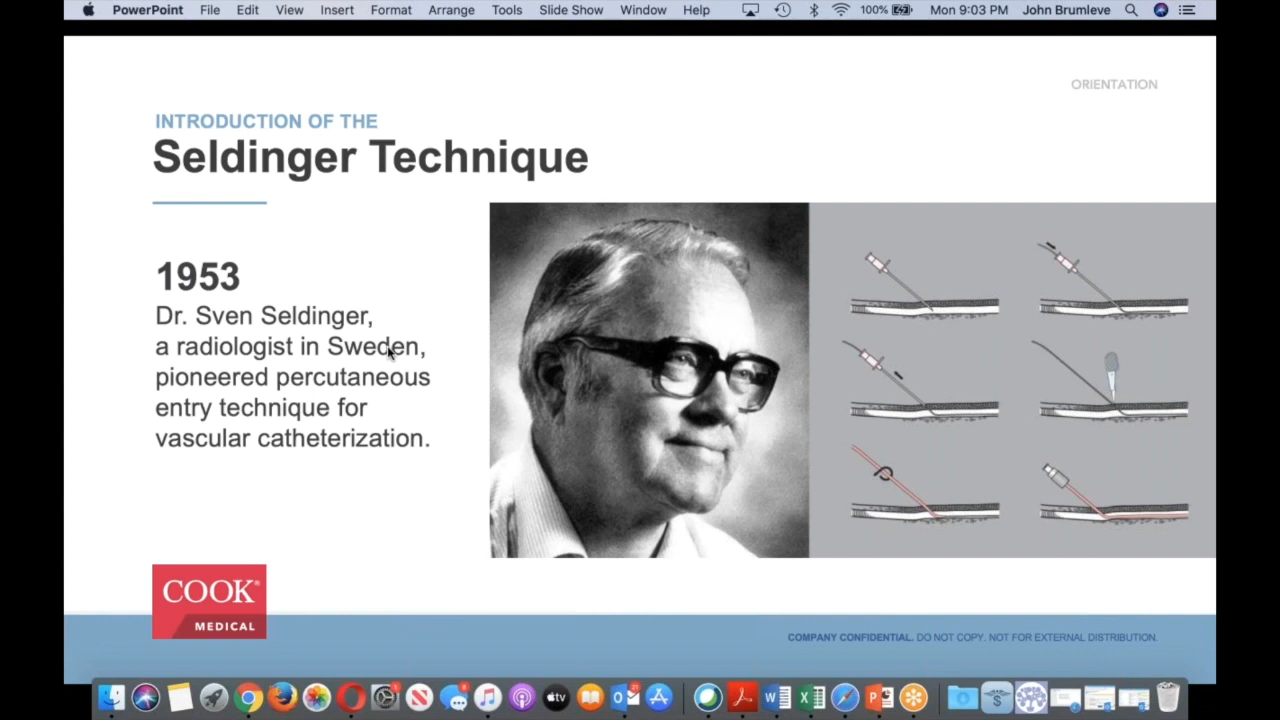 PowerPoint File Edit View Insert Format Arrange Tools Slide Show Window Help 100% Mon 9:03 PM John Brumleve
ORIENTATION
INTRODUCTION OF THE
Seldinger Technique
1953
Dr. Sven Seldinger,
a radiologist in Sweden,
pioneered percutaneous
entry technique for
vascular catheterization.
COOK®
MEDICAL
COMPANY CONFIDENTIAL. DO NOT COPY. NOT FOR EXTERNAL DISTRIBUTION.
tv